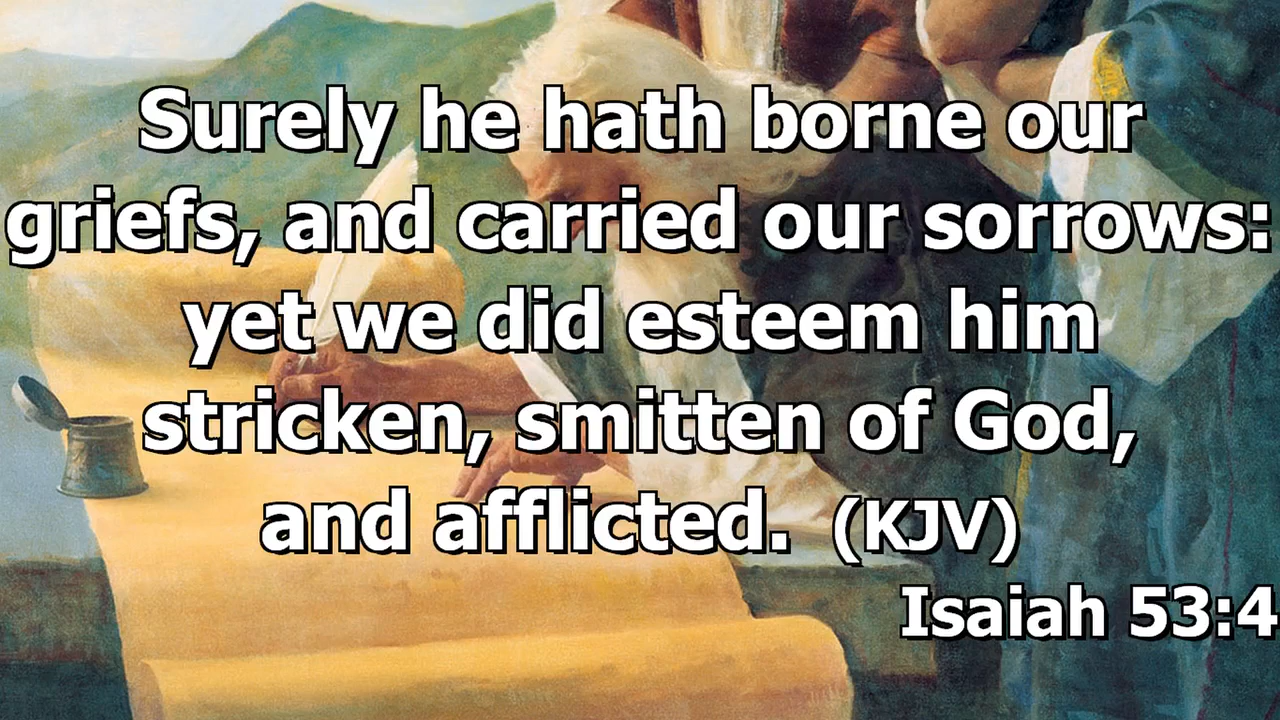 Surely he hath borne our
griefs, and carried our sorrows:
yet we did esteem him
stricken, smitten of God,
and afflicted. (KJV)
Isaiah 53:4